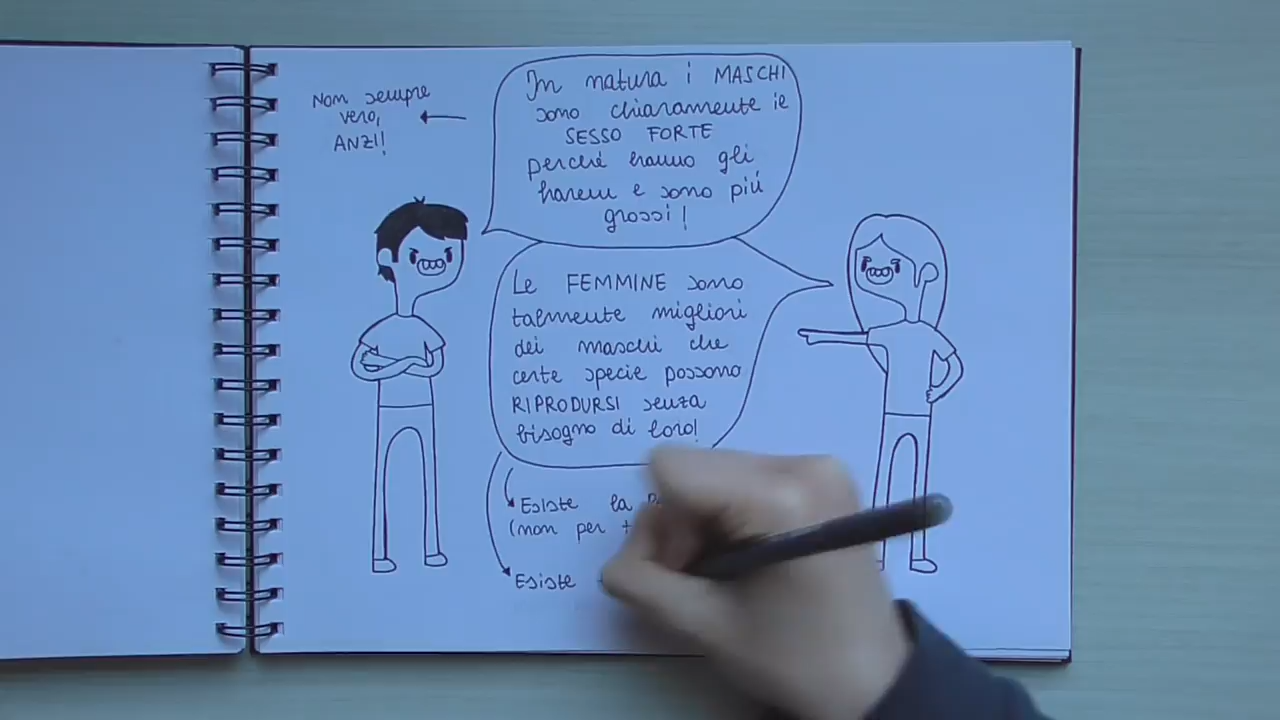 Non sempre
vero,
ANZI!
In natura i MASCHI
sono chiaramente il
SESSO FORTE
perché hanno gli
harem e sono piú
grossi!
Le FEMMINE sono
talmente migliori
dei maschi che
certe specie possono
RIPRODURSI senza
bisogno di loro!
Esiste la
(non per
Esiste